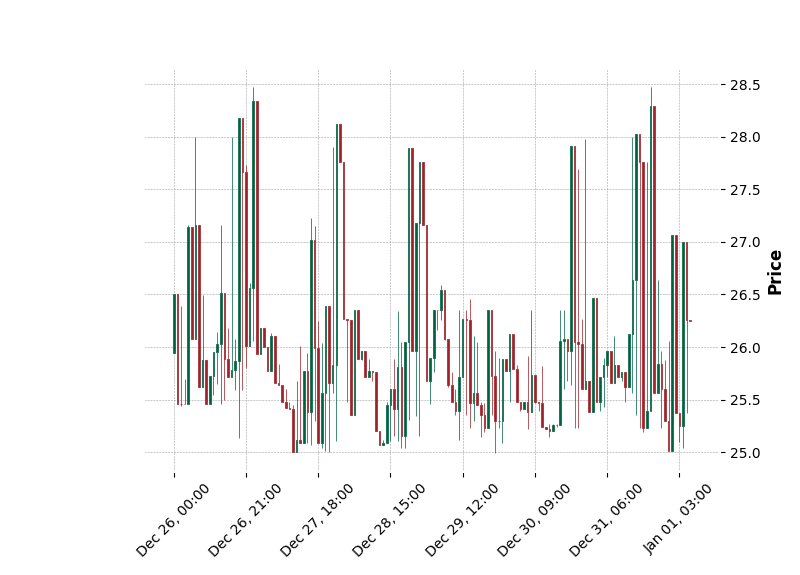 28.5
28.0
27.5
27.0
26.5
26.0
25.5
25.0
Price
Dec 26, 00:00
Dec 26, 21:00
Dec 27, 18:00
Dec 28, 15:00
Dec 29, 12:00
Dec 30, 09:00
Dec 31, 06:00
Jan 01, 03:00